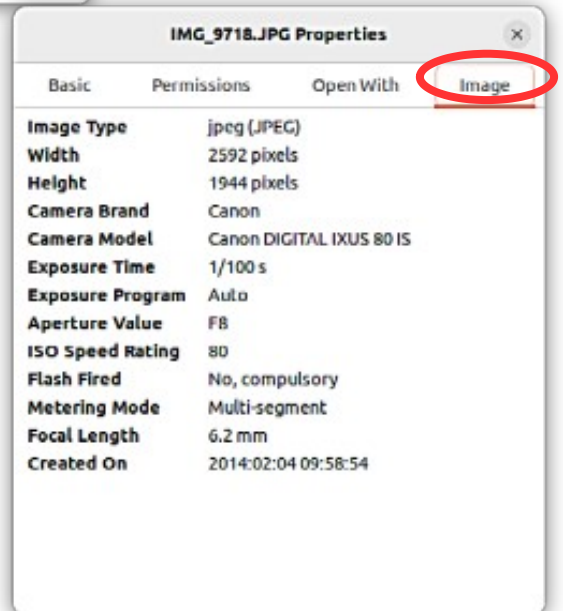 IMG_9718.JPG Properties
Basic Permissions Open With Image
Image Type jpeg (JPEG)
Width 2592 pixels
Height 1944 pixels
Camera Brand Canon
Camera Model Canon DIGITAL IXUS 80 IS
Exposure Time 1/100 s
Exposure Program Auto
Aperture Value F8
ISO Speed Rating 80
Flash Fired No, compulsory
Metering Mode Multi-segment
Focal Length 6.2 mm
Created On 2014:02:04 09:58:54